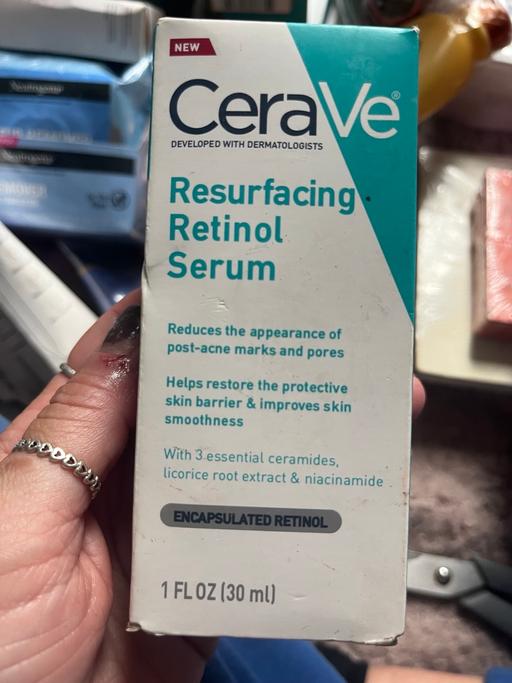 NEW
CeraVe®
DEVELOPED WITH DERMATOLOGISTS
Resurfacing
Retinol
Serum
Reduces the appearance of
post-acne marks and pores
Helps restore the protective
skin barrier & improves skin
smoothness
With 3 essential ceramides,
licorice root extract & niacinamide
ENCAPSULATED RETINOL
1 FL OZ (30 ml)
Neutrogena
Neutrogena